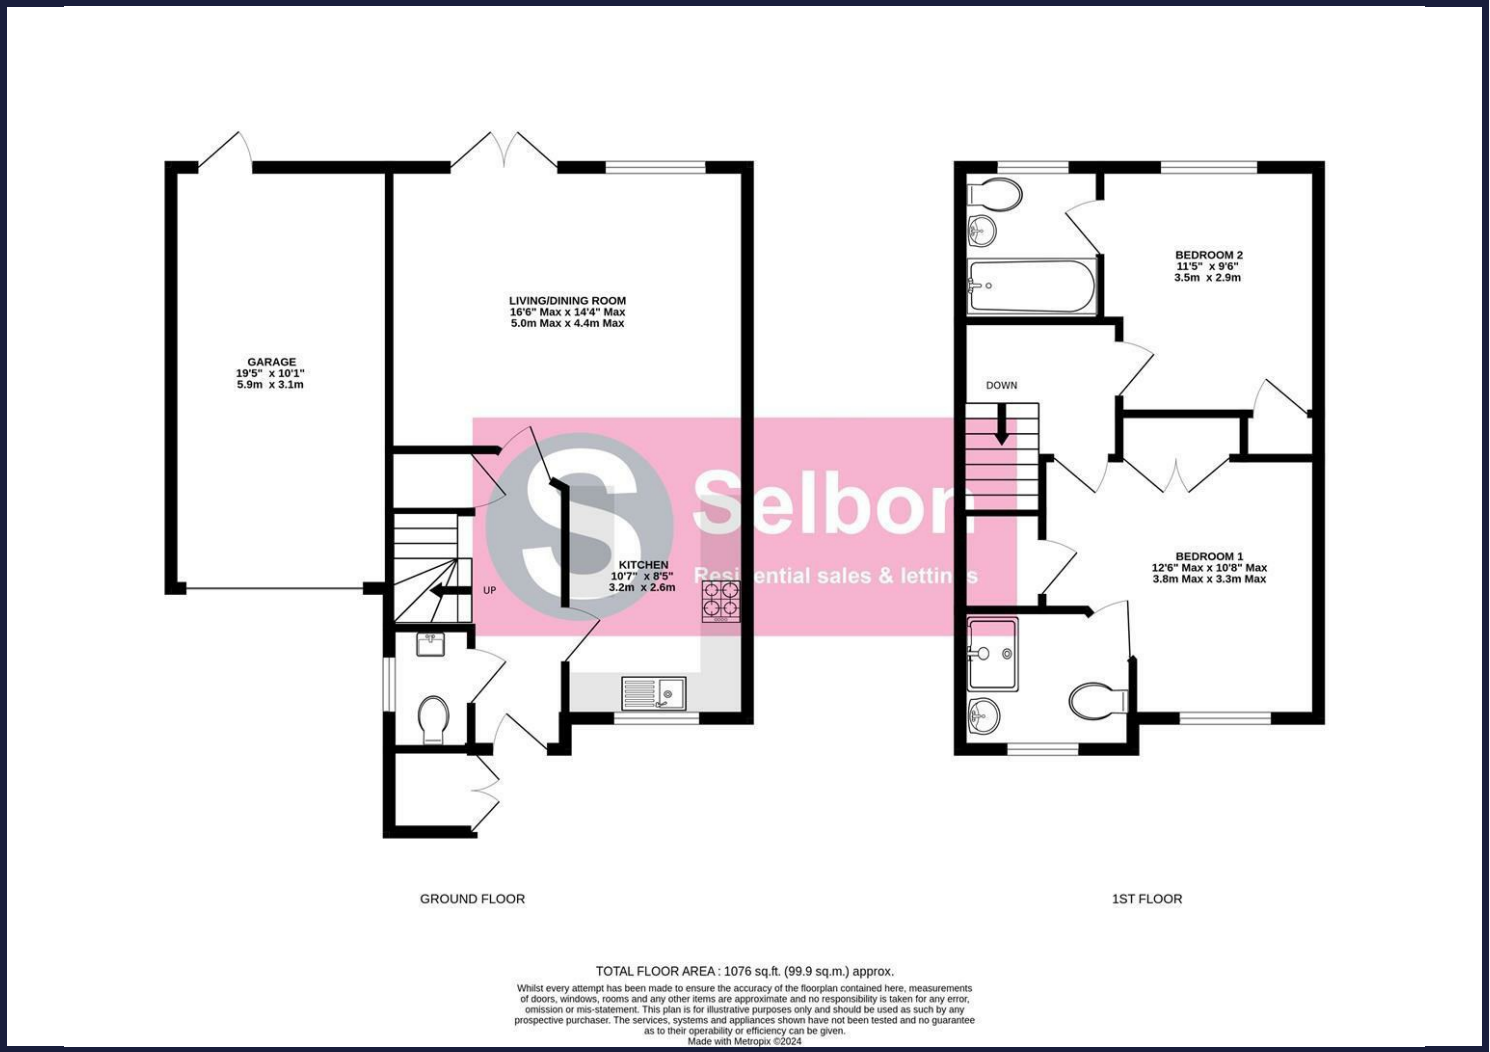 GARAGE
19'5" x 10'1"
5.9m x 3.1m
LIVING/DINING ROOM
16'6" Max x 14'4" Max
5.0m Max x 4.4m Max
KITCHEN
10'7" x 8'5"
3.2m x 2.6m
UP
S
Selbon
Residential sales & lettings
BEDROOM 2
11'5" x 9'6"
3.5m x 2.9m
DOWN
BEDROOM 1
12'6" Max x 10'8" Max
3.8m Max x 3.3m Max
GROUND FLOOR
1ST FLOOR
TOTAL FLOOR AREA : 1076 sq.ft. (99.9 sq.m.) approx.
Whilst every attempt has been made to ensure the accuracy of the floorplan contained here, measurements
of doors, windows, rooms and any other items are approximate and no responsibility is taken for any error,
omission or mis-statement. This plan is for illustrative purposes only and should be used as such by any
prospective purchaser. The services, systems and appliances shown have not been tested and no guarantee
as to their operability or efficiency can be given.
Made with Metropix ©2024